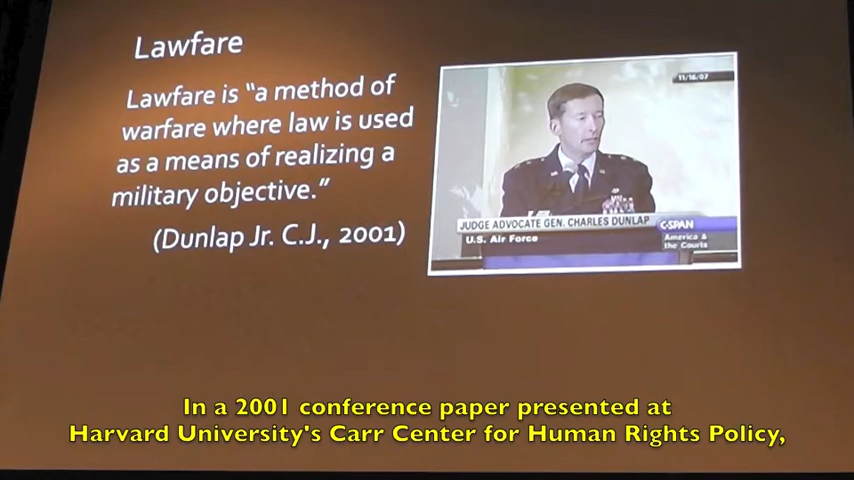 Lawfare
Lawfare is "a method of
warfare where law is used
as a means of realizing a
military objective."
(Dunlap Jr. C.J., 2001)
11/16/07
JUDGE ADVOCATE GEN. CHARLES DUNLAP
U.S. Air Force
C-SPAN
America &
the Courts
In a 2001 conference paper presented at
Harvard University's Carr Center for Human Rights Policy,